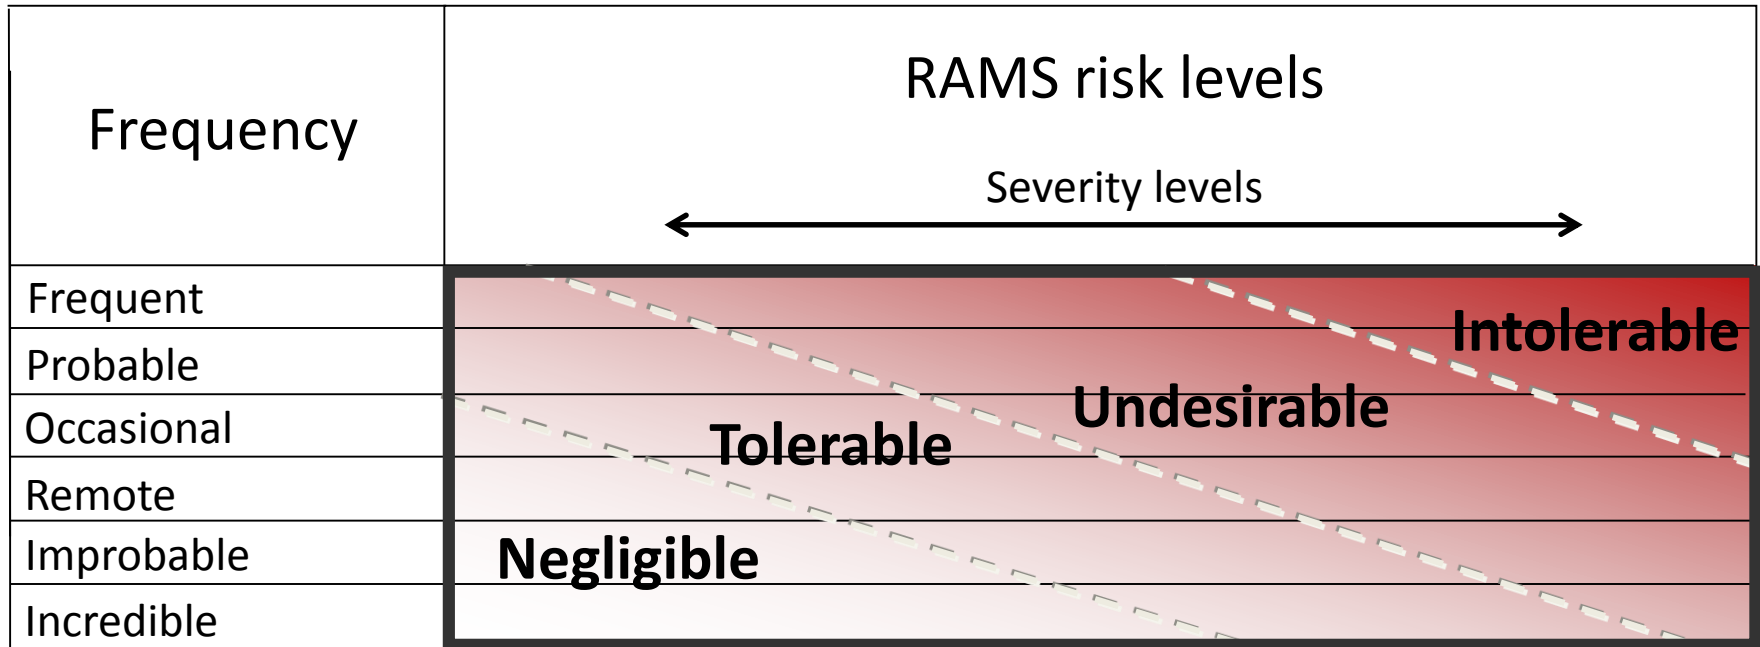 Frequency
RAMS risk levels
Severity levels
Frequent
Intolerable
Probable
Undesirable
Occasional
Tolerable
Remote
Improbable
Negligible
Incredible